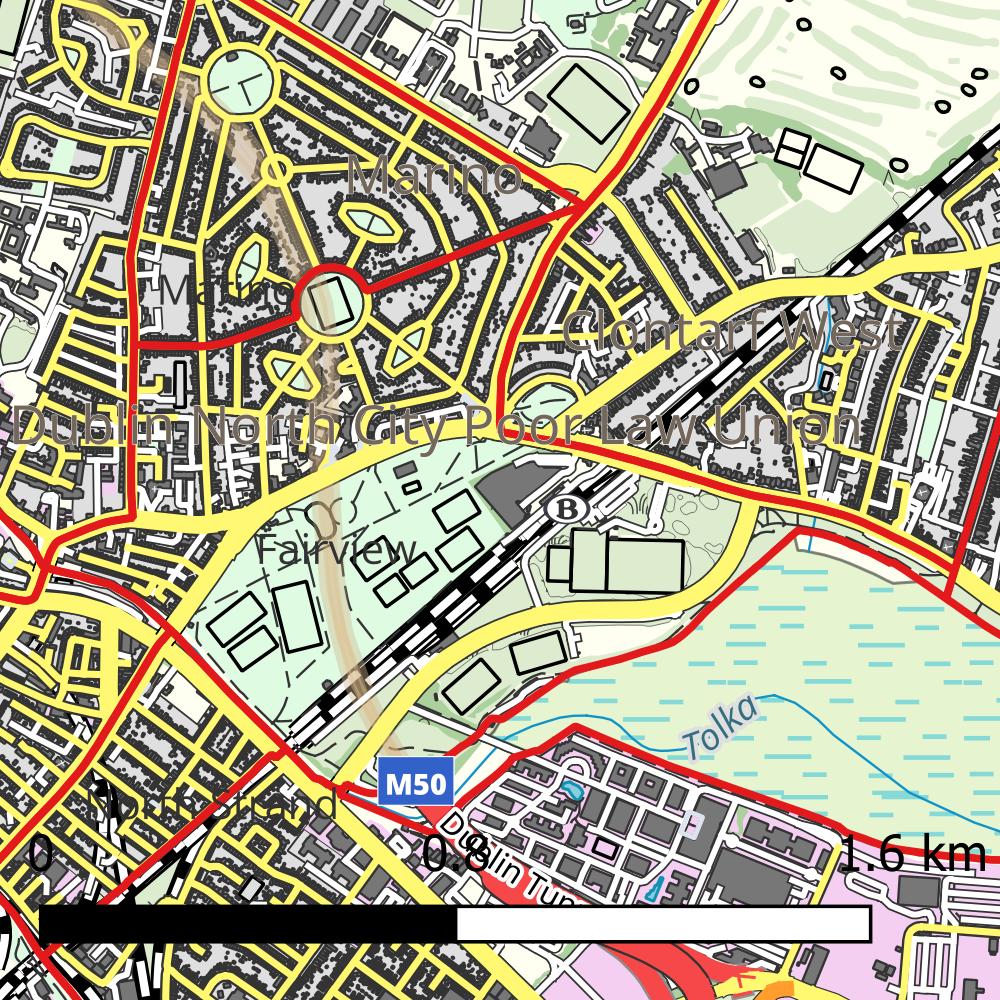 Marino
Marino
Clontarf West
Dublin North City Poor Law Union
B
Fairview
Tolka
M50
North Strand
Dublin Tun
0
0.8
1.6 km